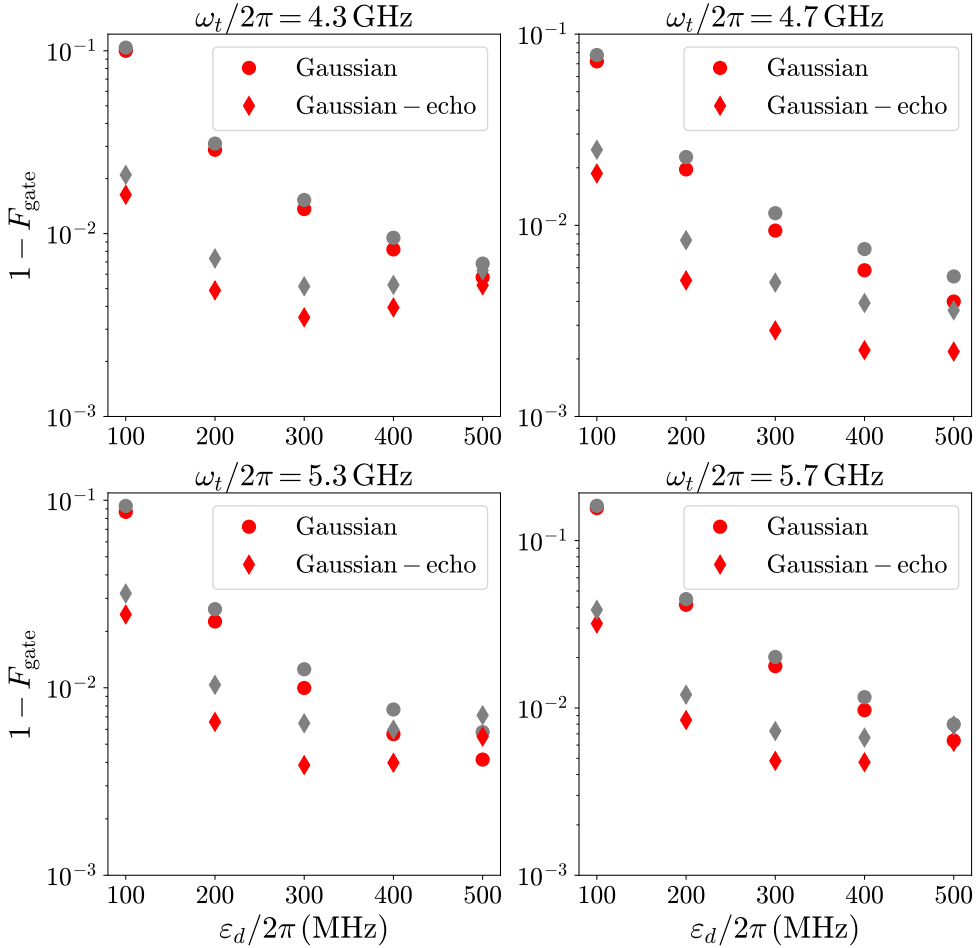 ω_t/2π = 4.3 GHz
10^{-1}
10^{-2}
10^{-3}
1 − F_gate
Gaussian
Gaussian − echo
100 200 300 400 500
ω_t/2π = 4.7 GHz
10^{-1}
10^{-2}
10^{-3}
Gaussian
Gaussian − echo
100 200 300 400 500
ω_t/2π = 5.3 GHz
10^{-1}
10^{-2}
10^{-3}
1 − F_gate
Gaussian
Gaussian − echo
100 200 300 400 500
ε_d/2π (MHz)
ω_t/2π = 5.7 GHz
10^{-1}
10^{-2}
10^{-3}
Gaussian
Gaussian − echo
100 200 300 400 500
ε_d/2π (MHz)